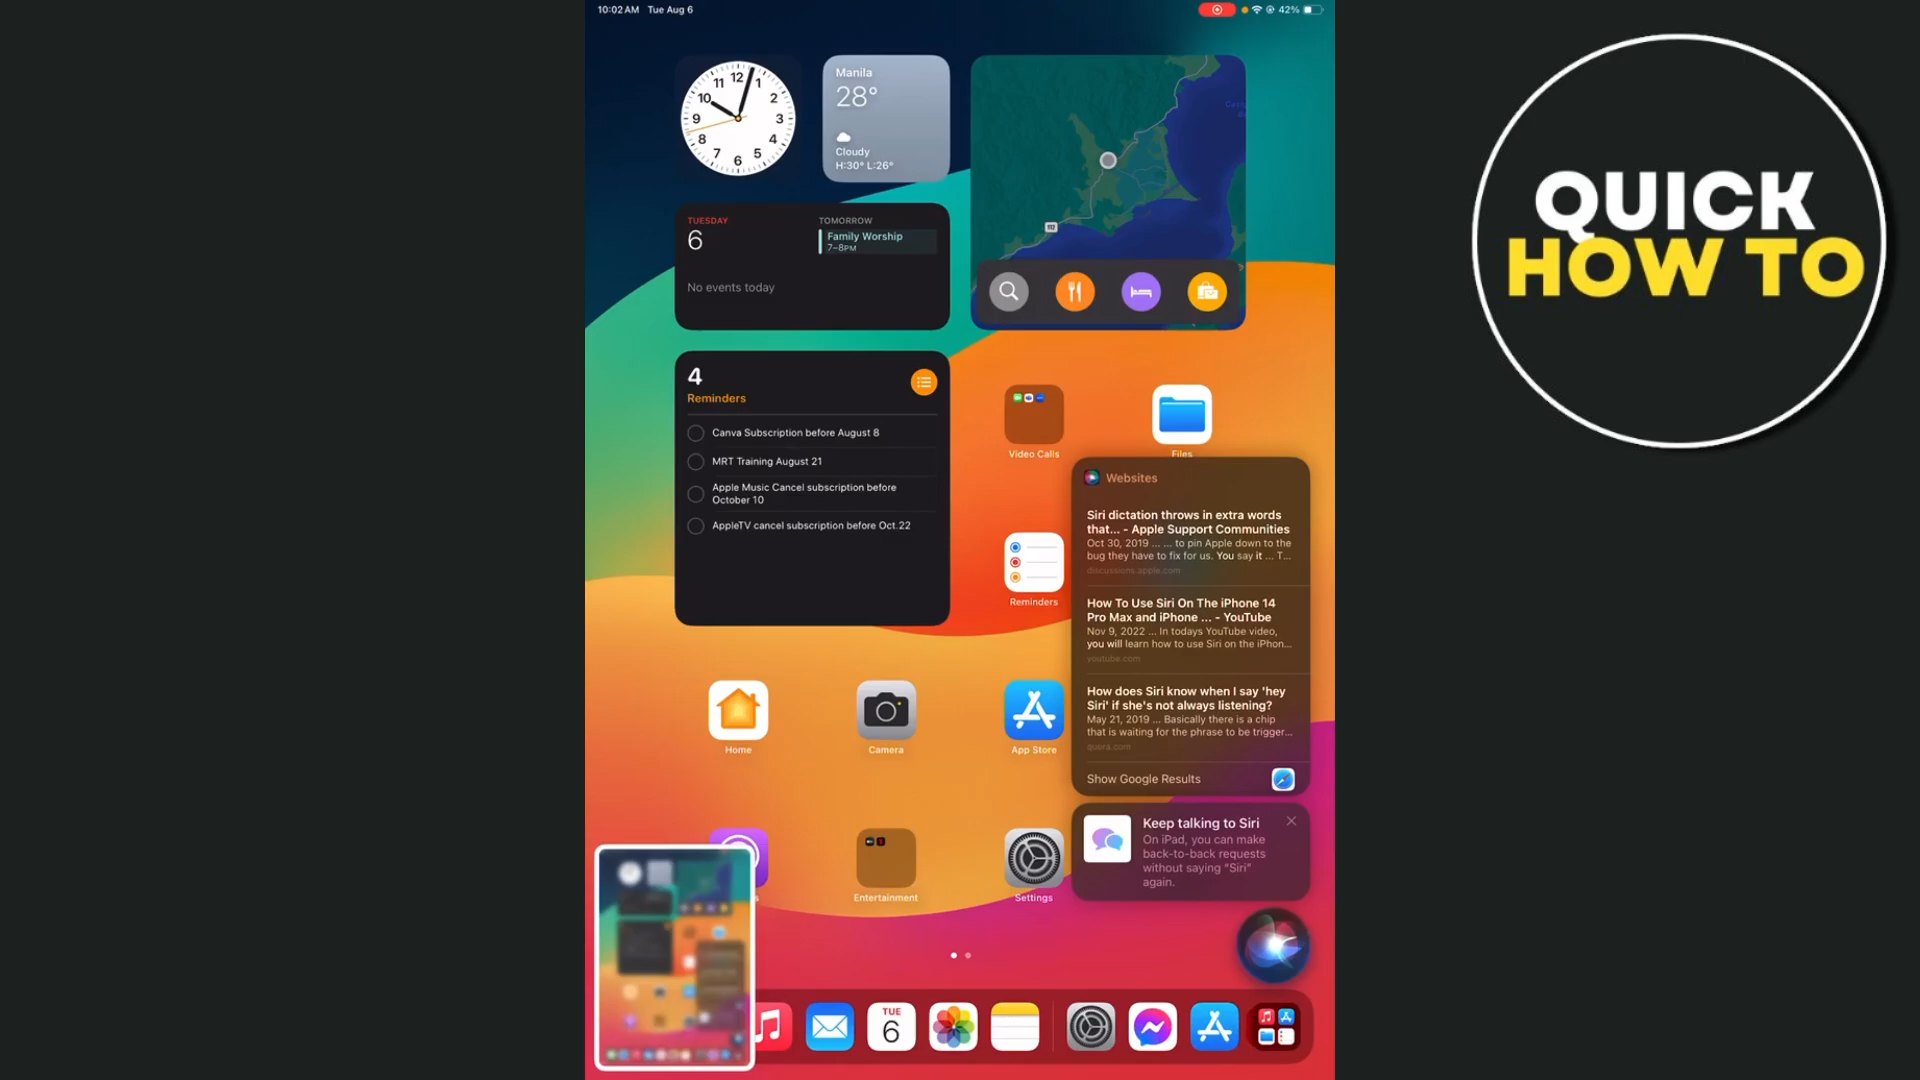 10:02AM Tue Aug 6
42%
11 12 1
10 2
9 3
8 4
7 6 5
Manila
28°
Cloudy
H:30° L:26°
112
TUESDAY
6
No events today
TOMORROW
Family Worship
7–8PM
4
Reminders
Canva Subscription before August 8
MRT Training August 21
Apple Music Cancel subscription before
October 10
AppleTV cancel subscription before Oct.22
Video Calls
Files
Reminders
Websites
Siri dictation throws in extra words
that... - Apple Support Communities
Oct 30, 2019 ... ... to pin Apple down to the
bug they have to fix for us. You say it ... T...
discussions.apple.com
How To Use Siri On The iPhone 14
Pro Max and iPhone ... - YouTube
Nov 9, 2022 ... In todays YouTube video,
you will learn how to use Siri on the iPhon...
youtube.com
How does Siri know when I say 'hey
Siri' if she's not always listening?
May 21, 2019 ... Basically there is a chip
that is waiting for the phrase to be trigger...
quora.com
Show Google Results
Keep talking to Siri
On iPad, you can make
back-to-back requests
without saying “Siri”
again.
Home
Camera
App Store
Entertainment
Settings
TUE
6
QUICK
HOW TO